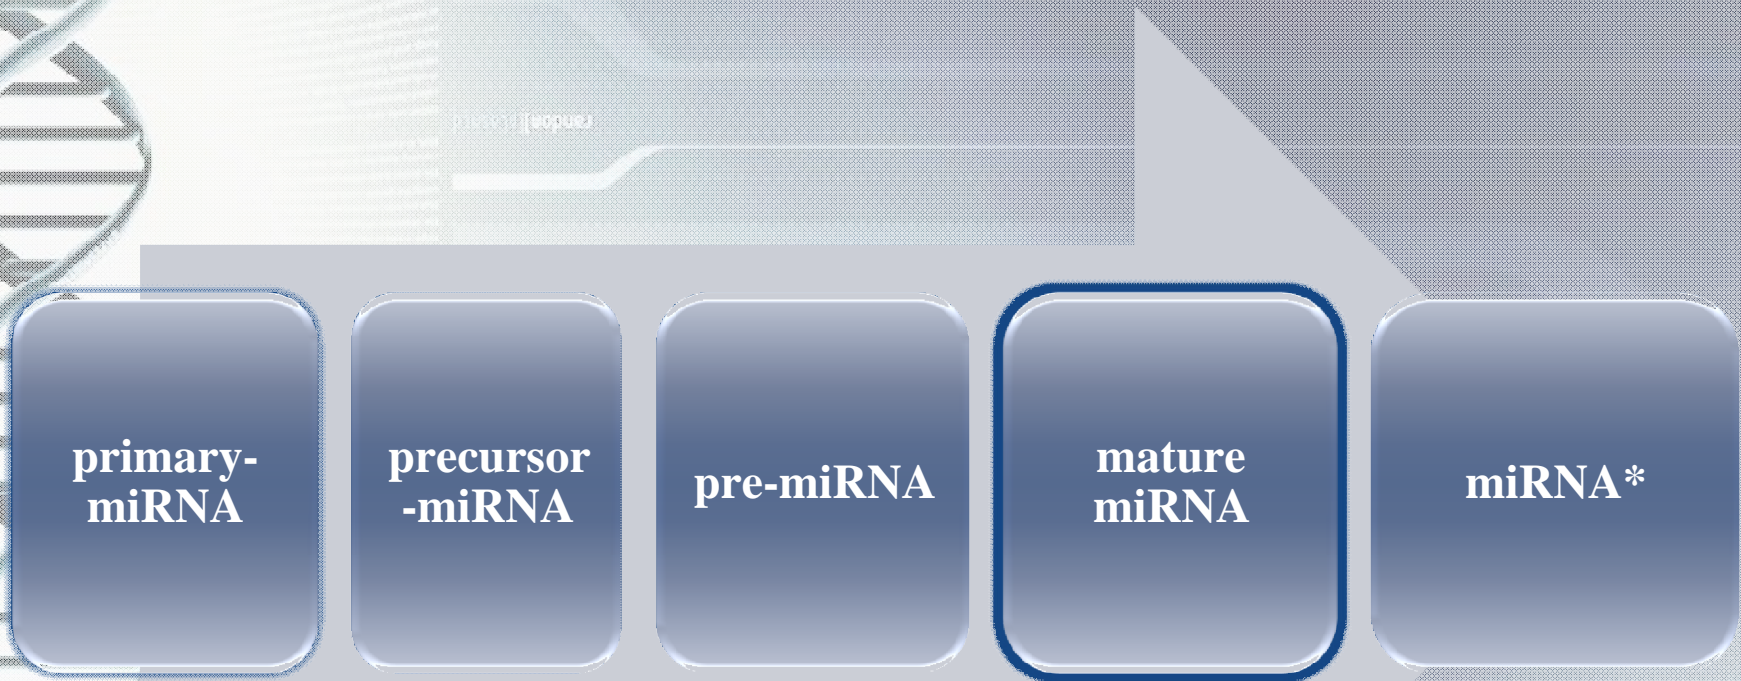 primary-
miRNA
precursor
-miRNA
pre-miRNA
mature
miRNA
miRNA*